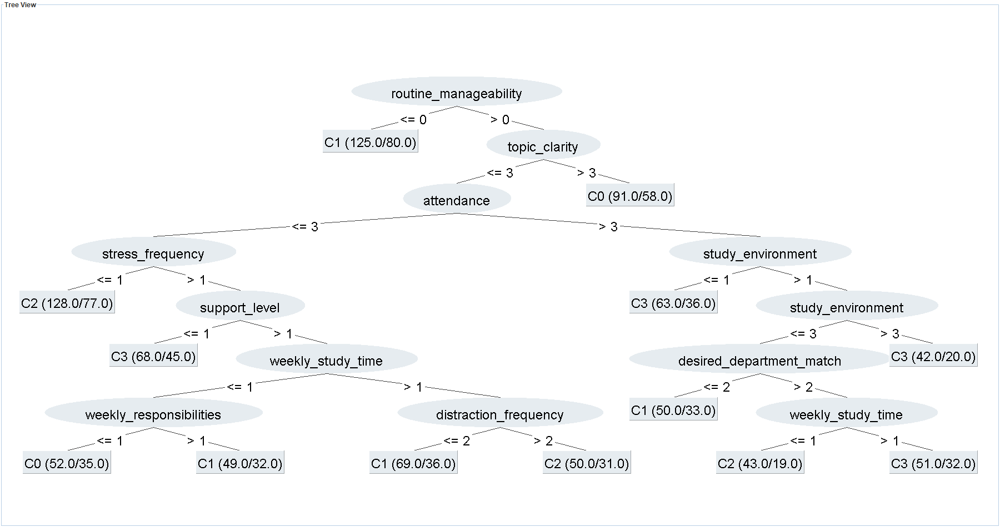 Tree View
routine_manageability
<= 0
> 0
C1 (125.0/80.0)
topic_clarity
<= 3
> 3
attendance
C0 (91.0/58.0)
<= 3
> 3
stress_frequency
study_environment
<= 1
> 1
<= 1
> 1
C2 (128.0/77.0)
support_level
C3 (63.0/36.0)
study_environment
<= 1
> 1
<= 3
> 3
C3 (68.0/45.0)
weekly_study_time
desired_department_match
C3 (42.0/20.0)
<= 1
> 1
<= 2
> 2
weekly_responsibilities
distraction_frequency
C1 (50.0/33.0)
weekly_study_time
<= 1
> 1
<= 2
> 2
<= 1
> 1
C0 (52.0/35.0)
C1 (49.0/32.0)
C1 (69.0/36.0)
C2 (50.0/31.0)
C2 (43.0/19.0)
C3 (51.0/32.0)